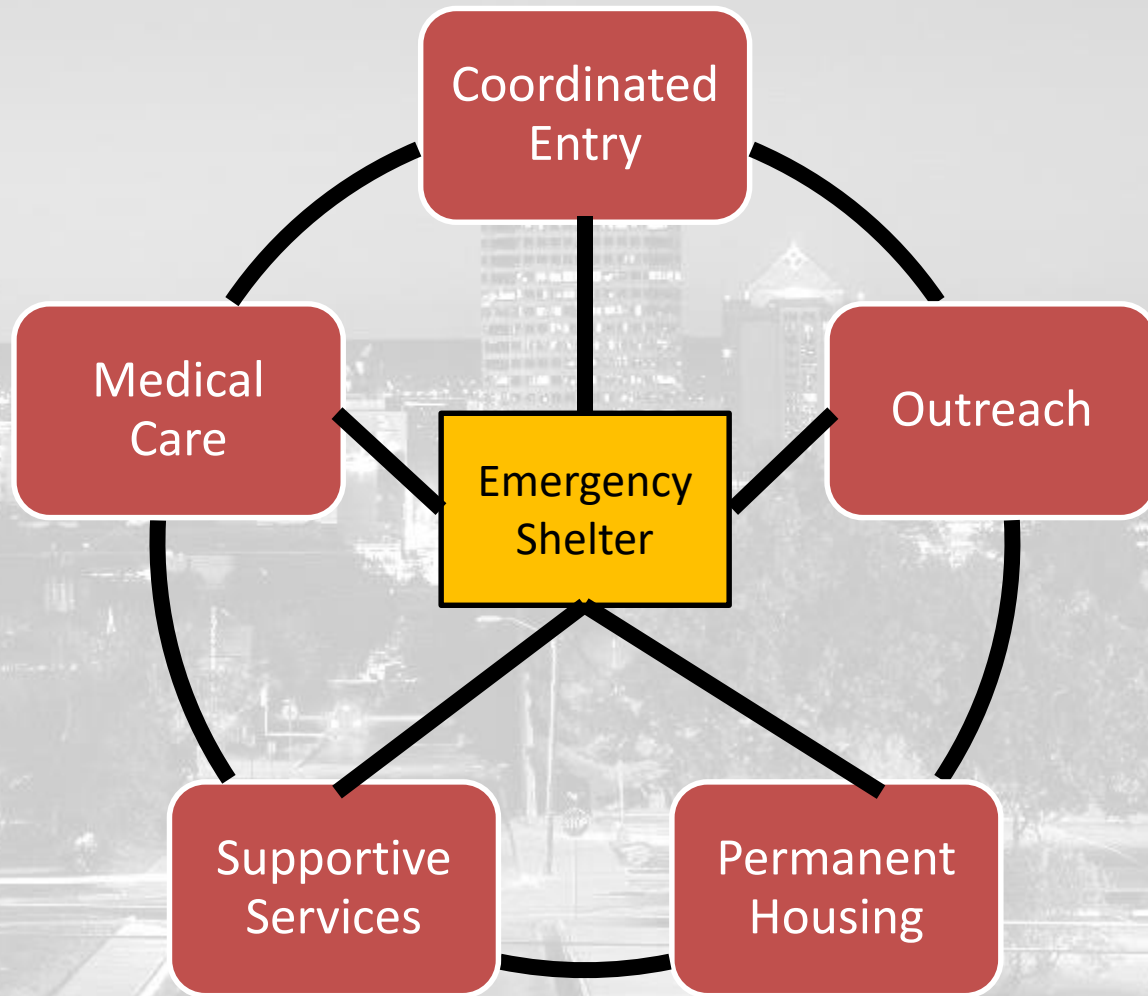 Coordinated
Entry
Medical
Care
Outreach
Emergency
Shelter
Supportive
Services
Permanent
Housing